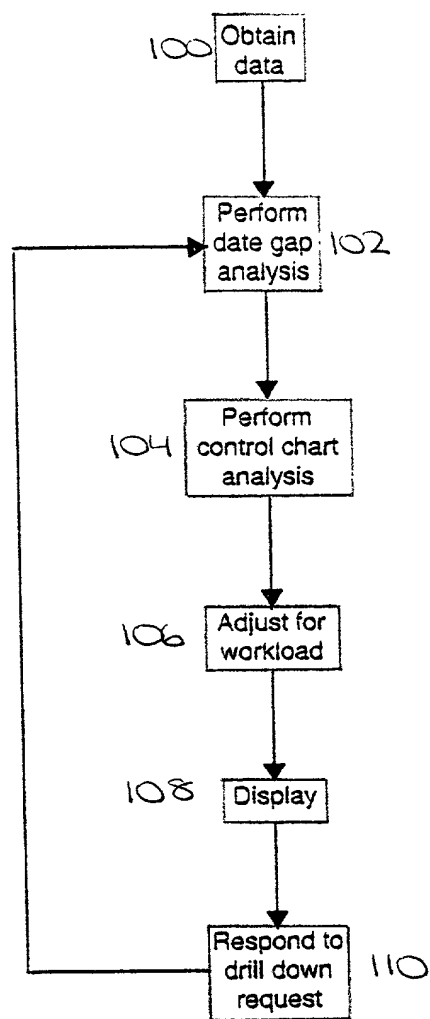 100
Obtain
data
Perform
date gap
analysis
102
104
Perform
control chart
analysis
106
Adjust for
workload
108
Display
Respond to
drill down
request
110